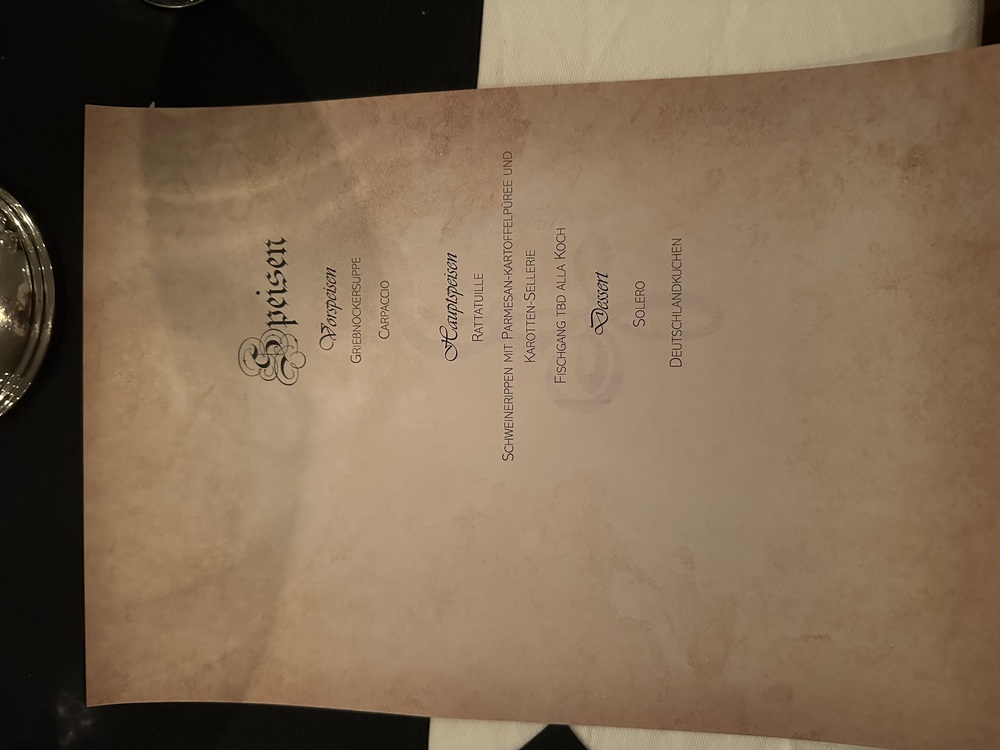 Speisen
Vorspeisen
GRIEBNOCKERSUPPE
CARPACCIO
Hauptspeisen
RATTATUILLE
SCHWEINERIPPEN MIT PARMESAN-KARTOFFELPÜREE UND
KAROTTEN-SELLERIE
FISCHGANG TBD ALLA KOCH
Dessert
SOLERO
DEUTSCHLANDKUCHEN